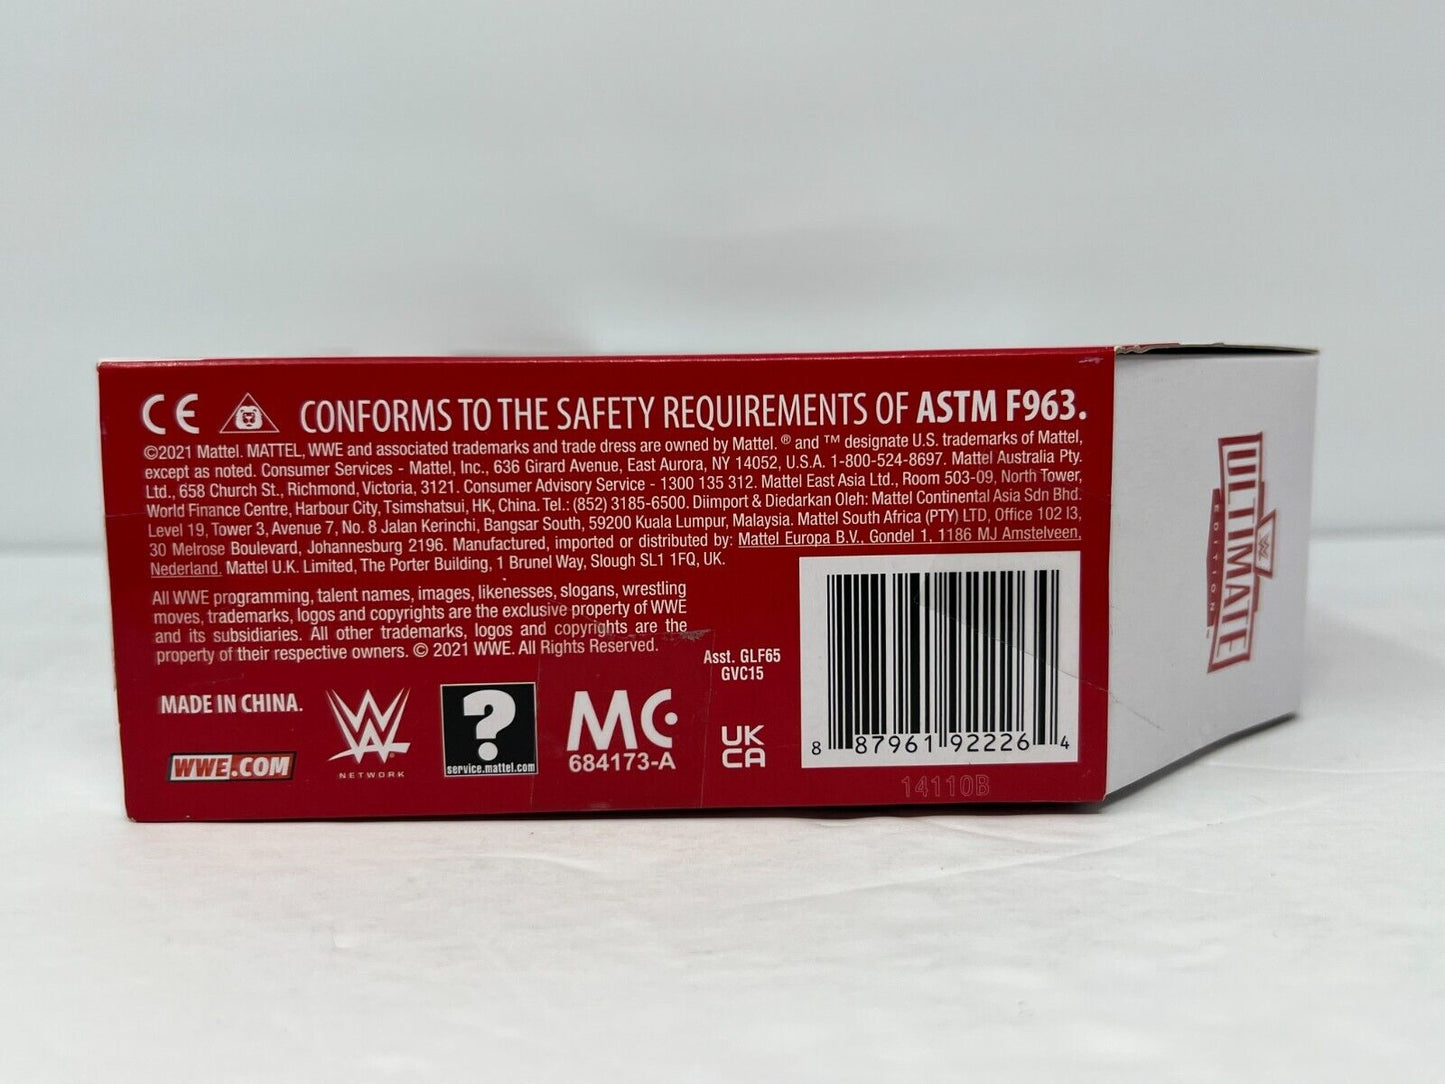 CE CONFORMS TO THE SAFETY REQUIREMENTS OF ASTM F963.
©2021 Mattel. MATTEL, WWE and associated trademarks and trade dress are owned by Mattel. ® and ™ designate U.S. trademarks of Mattel,
except as noted. Consumer Services - Mattel, Inc., 636 Girard Avenue, East Aurora, NY 14052, U.S.A. 1-800-524-8697. Mattel Australia Pty.
Ltd., 658 Church St., Richmond, Victoria, 3121. Consumer Advisory Service - 1300 135 312. Mattel East Asia Ltd., Room 503-09, North Tower,
World Finance Centre, Harbour City, Tsimshatsui, HK, China. Tel.: (852) 3185-6500. Diimport & Diedarkan Oleh: Mattel Continental Asia Sdn Bhd.
Level 19, Tower 3, Avenue 7, No. 8 Jalan Kerinchi, Bangsar South, 59200 Kuala Lumpur, Malaysia. Mattel South Africa (PTY) LTD, Office 102 I3,
30 Melrose Boulevard, Johannesburg 2196. Manufactured, imported or distributed by: Mattel Europa B.V., Gondel 1, 1186 MJ Amstelveen,
Nederland. Mattel U.K. Limited, The Porter Building, 1 Brunel Way, Slough SL1 1FQ, UK.
All WWE programming, talent names, images, likenesses, slogans, wrestling
moves, trademarks, logos and copyrights are the exclusive property of WWE
and its subsidiaries. All other trademarks, logos and copyrights are the
property of their respective owners. © 2021 WWE. All Rights Reserved.
Asst. GLF65
GVC15
MADE IN CHINA.
WWE.COM
W
NETWORK
?
service.mattel.com
MC
684173-A
UK
CA
8 87961 92226 4
14110B
ULTIMATE
EDITION™